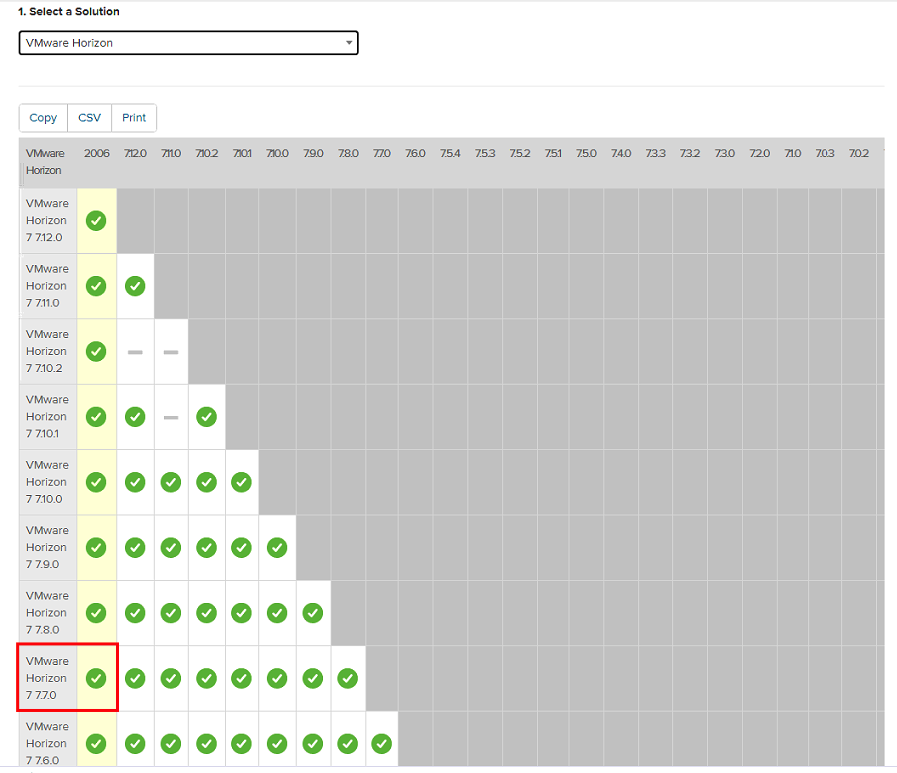 1. Select a Solution
VMware Horizon
Copy CSV Print
VMware 2006 7.12.0 7.11.0 7.10.2 7.10.1 7.10.0 7.9.0 7.8.0 7.7.0 7.6.0 7.5.4 7.5.3 7.5.2 7.5.1 7.5.0 7.4.0 7.3.3 7.3.2 7.3.0 7.2.0 7.1.0 7.0.3 7.0.2
Horizon
VMware
Horizon
7 7.12.0
VMware
Horizon
7 7.11.0
VMware
Horizon
7 7.10.2
VMware
Horizon
7 7.10.1
VMware
Horizon
7 7.10.0
VMware
Horizon
7 7.9.0
VMware
Horizon
7 7.8.0
VMware
Horizon
7 7.7.0
VMware
Horizon
7 7.6.0